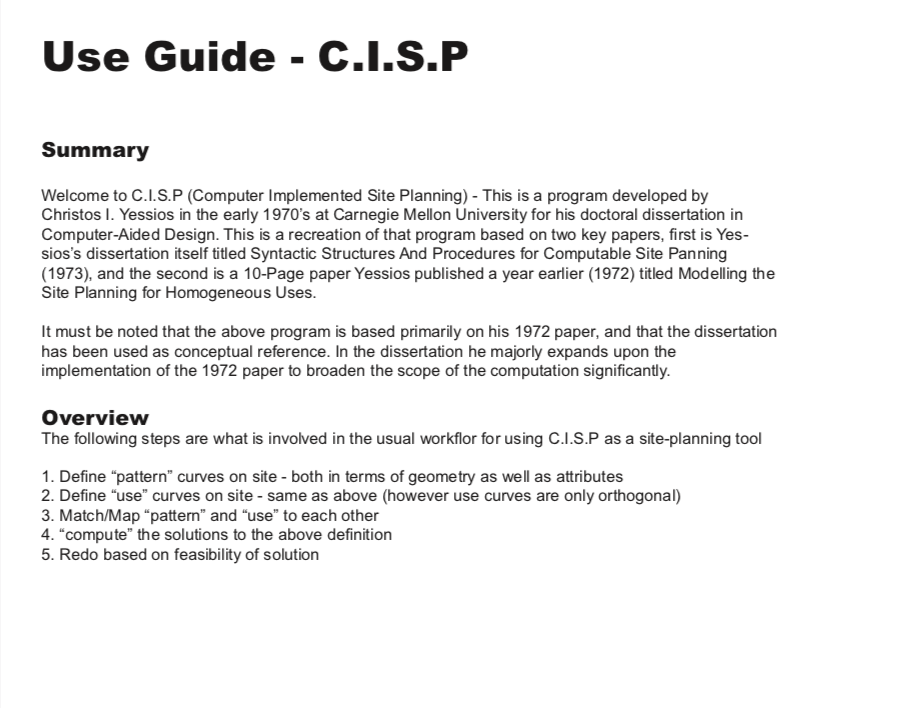 Use Guide - C.I.S.P
Summary
Welcome to C.I.S.P (Computer Implemented Site Planning) - This is a program developed by
Christos I. Yessios in the early 1970's at Carnegie Mellon University for his doctoral dissertation in
Computer-Aided Design. This is a recreation of that program based on two key papers, first is Yes-
sios's dissertation itself titled Syntactic Structures And Procedures for Computable Site Panning
(1973), and the second is a 10-Page paper Yessios published a year earlier (1972) titled Modelling the
Site Planning for Homogeneous Uses.
It must be noted that the above program is based primarily on his 1972 paper, and that the dissertation
has been used as conceptual reference. In the dissertation he majorly expands upon the
implementation of the 1972 paper to broaden the scope of the computation significantly.
Overview
The following steps are what is involved in the usual workflor for using C.I.S.P as a site-planning tool
1. Define “pattern” curves on site - both in terms of geometry as well as attributes
2. Define “use” curves on site - same as above (however use curves are only orthogonal)
3. Match/Map “pattern” and “use” to each other
4. “compute” the solutions to the above definition
5. Redo based on feasibility of solution